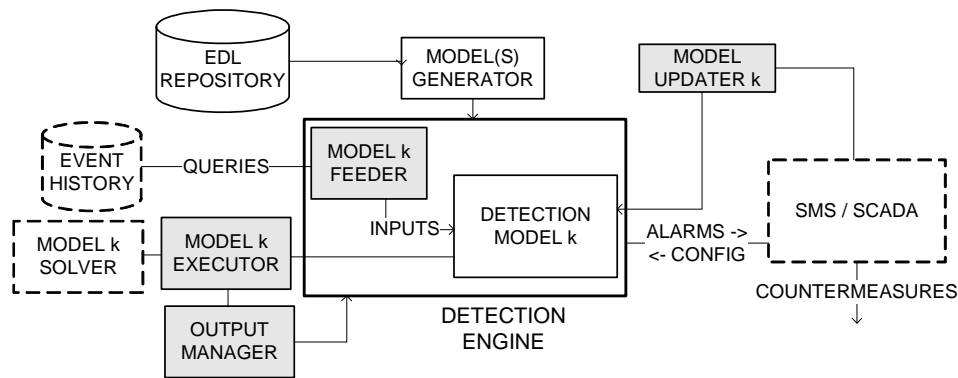 EDL
REPOSITORY
MODEL(S)
GENERATOR
MODEL
UPDATER k
EVENT
HISTORY
QUERIES
MODEL k
FEEDER
INPUTS
DETECTION
MODEL k
ALARMS ->
<- CONFIG
SMS / SCADA
MODEL k
SOLVER
MODEL k
EXECUTOR
OUTPUT
MANAGER
DETECTION
ENGINE
COUNTERMEASURES